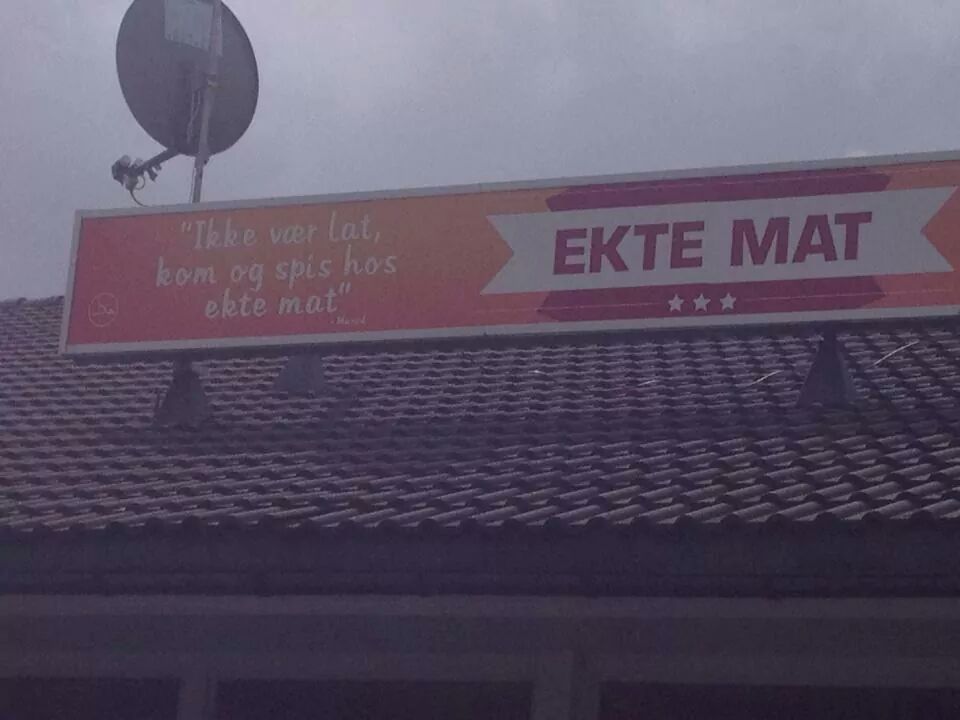 "Ikke vær lat,
kom og spis hos
ekte mat"
EKTE MAT